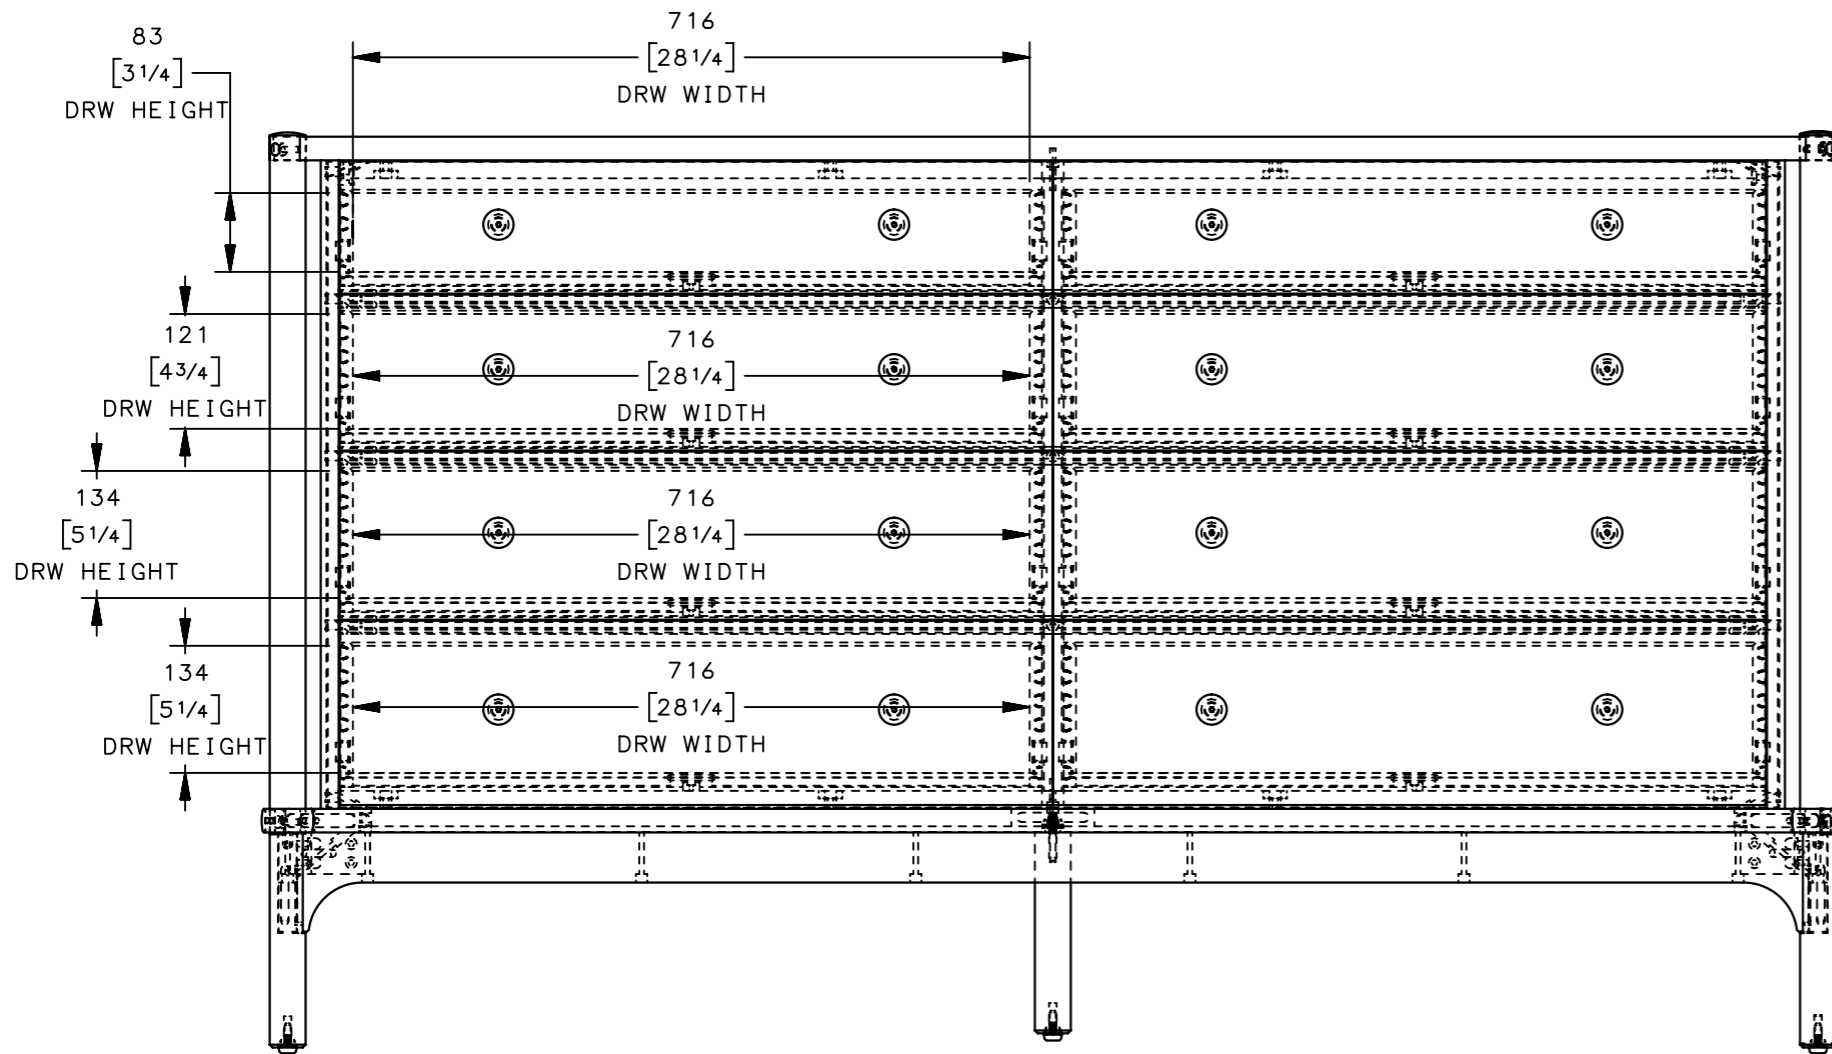 83
[3 1/4]
DRW HEIGHT
716
[28 1/4]
DRW WIDTH
121
[4 3/4]
DRW HEIGHT
716
[28 1/4]
DRW WIDTH
134
[5 1/4]
DRW HEIGHT
716
[28 1/4]
DRW WIDTH
134
[5 1/4]
DRW HEIGHT
716
[28 1/4]
DRW WIDTH